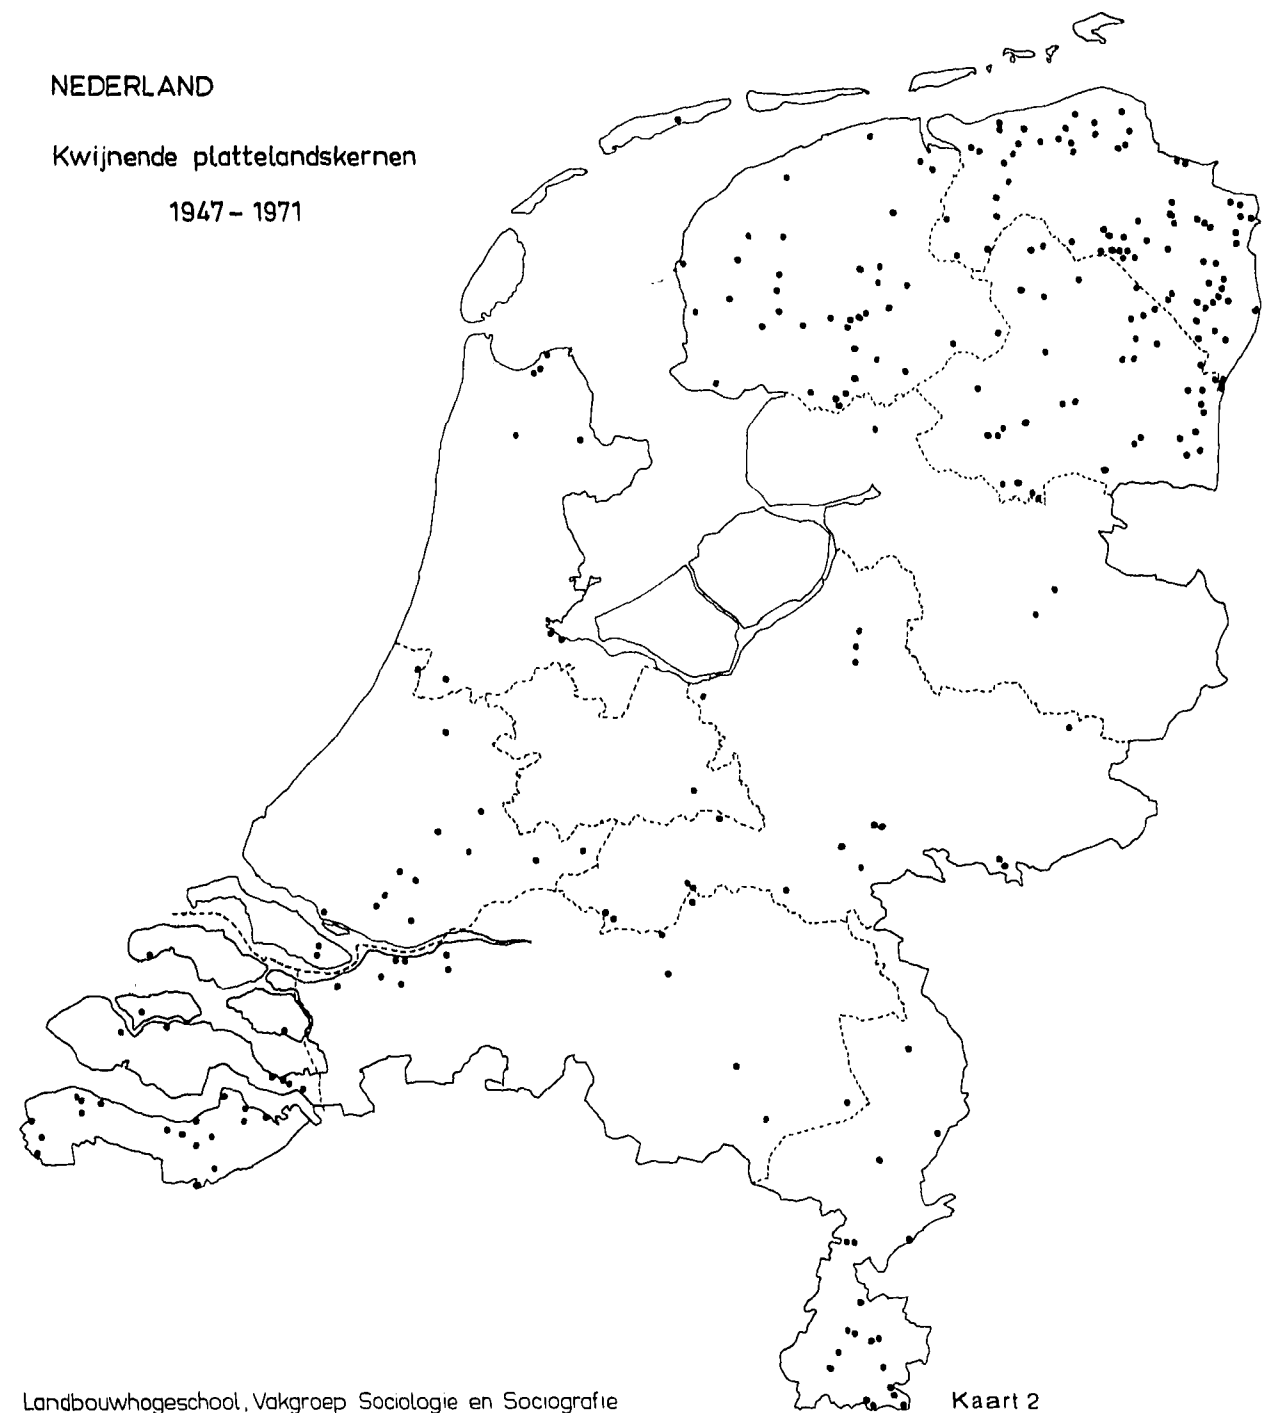 NEDERLAND
Kwijnende plattelandskernen
1947-1971
Landbouwhogeschool, Vakgroep Sociologie en Sociografie
Kaart 2